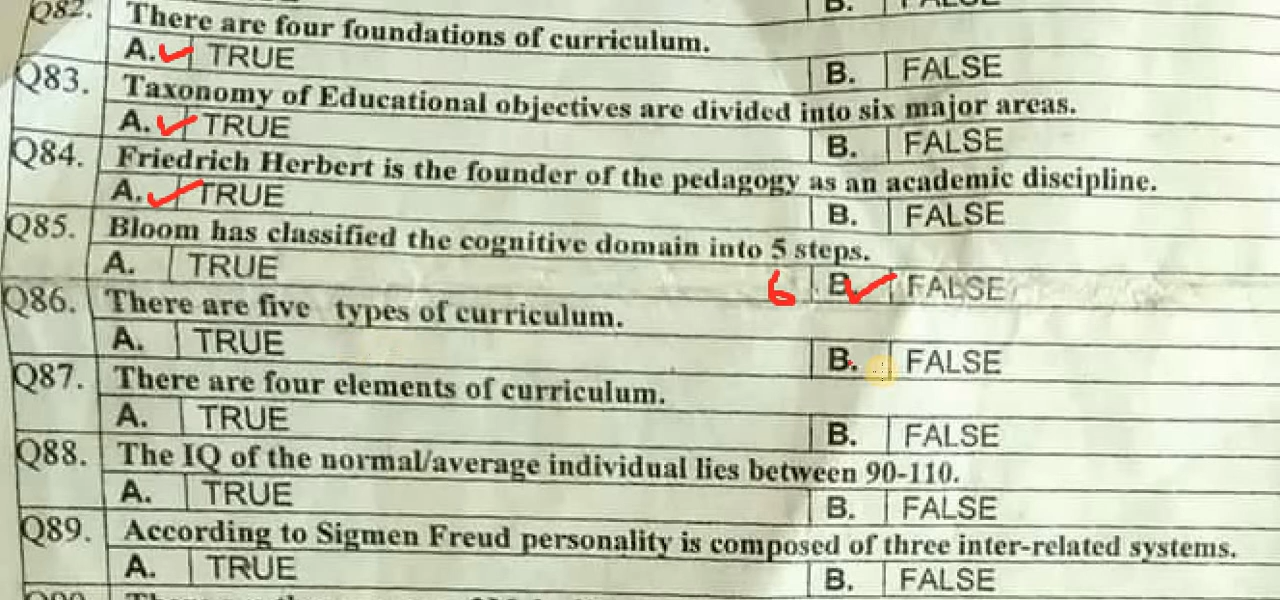 Q82. There are four foundations of curriculum.
A. TRUE B. FALSE
Q83. Taxonomy of Educational objectives are divided into six major areas.
A. TRUE B. FALSE
Q84. Friedrich Herbert is the founder of the pedagogy as an academic discipline.
A. TRUE B. FALSE
Q85. Bloom has classified the cognitive domain into 5 steps.
A. TRUE 6 B. FALSE
Q86. There are five types of curriculum.
A. TRUE B. FALSE
Q87. There are four elements of curriculum.
A. TRUE B. FALSE
Q88. The IQ of the normal/average individual lies between 90-110.
A. TRUE B. FALSE
Q89. According to Sigmen Freud personality is composed of three inter-related systems.
A. TRUE B. FALSE